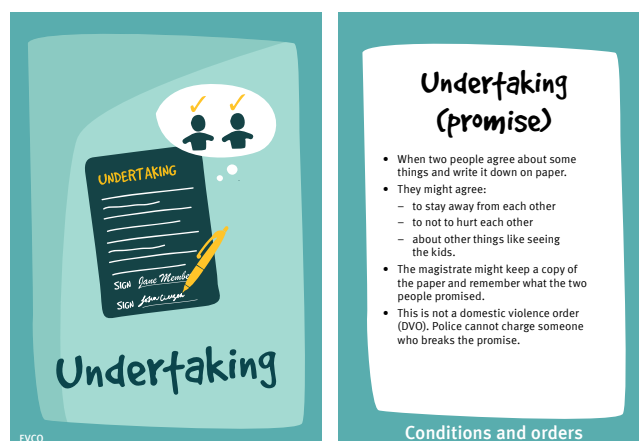 UNDERTAKING
SIGN Jane Member
SIGN
Undertaking
FVCO
Undertaking
(promise)
• When two people agree about some
things and write it down on paper.
• They might agree:
– to stay away from each other
– to not to hurt each other
– about other things like seeing
the kids.
• The magistrate might keep a copy of
the paper and remember what the two
people promised.
• This is not a domestic violence order
(DVO). Police cannot charge someone
who breaks the promise.
Conditions and orders